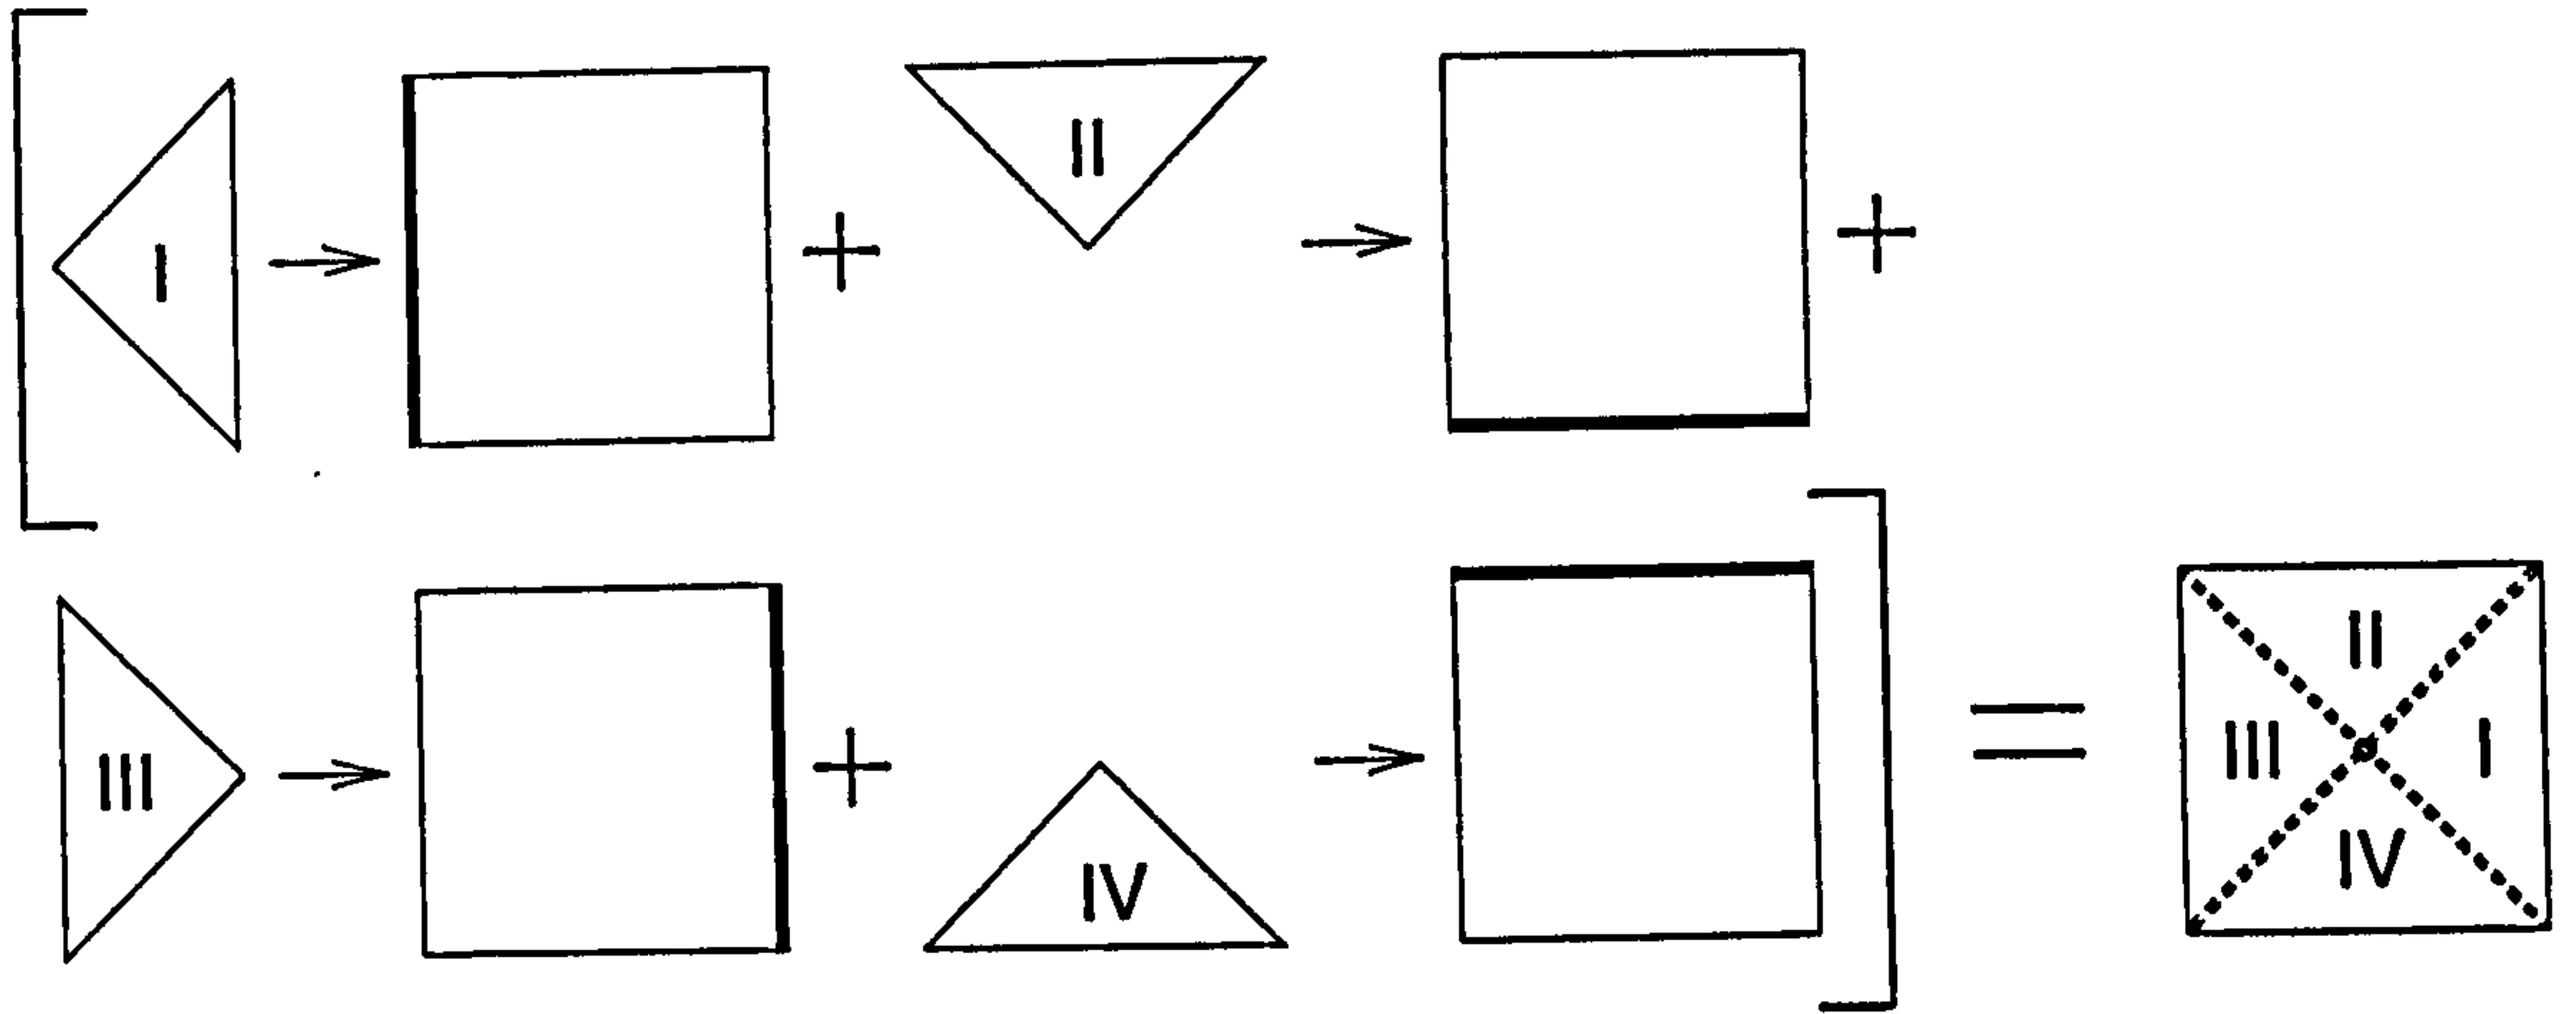 I → + II → +
III → + IV → =
II
III I
IV